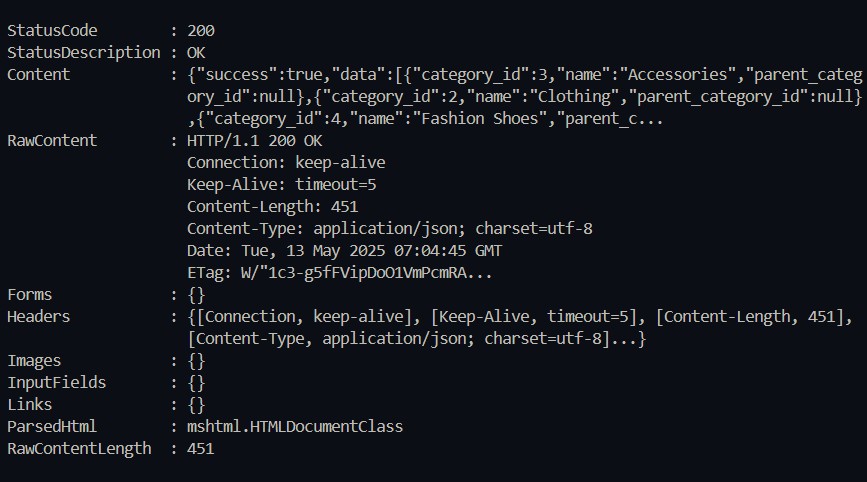 StatusCode        : 200
StatusDescription : OK
Content           : {"success":true,"data":[{"category_id":3,"name":"Accessories","parent_categ
                    ory_id":null},{"category_id":2,"name":"Clothing","parent_category_id":null}
                    ,{"category_id":4,"name":"Fashion Shoes","parent_c...
RawContent        : HTTP/1.1 200 OK
                    Connection: keep-alive
                    Keep-Alive: timeout=5
                    Content-Length: 451
                    Content-Type: application/json; charset=utf-8
                    Date: Tue, 13 May 2025 07:04:45 GMT
                    ETag: W/"1c3-g5fFVipDoO1VmPcmRA...
Forms             : {}
Headers           : {[Connection, keep-alive], [Keep-Alive, timeout=5], [Content-Length, 451],
                    [Content-Type, application/json; charset=utf-8]...}
Images            : {}
InputFields       : {}
Links             : {}
ParsedHtml        : mshtml.HTMLDocumentClass
RawContentLength  : 451